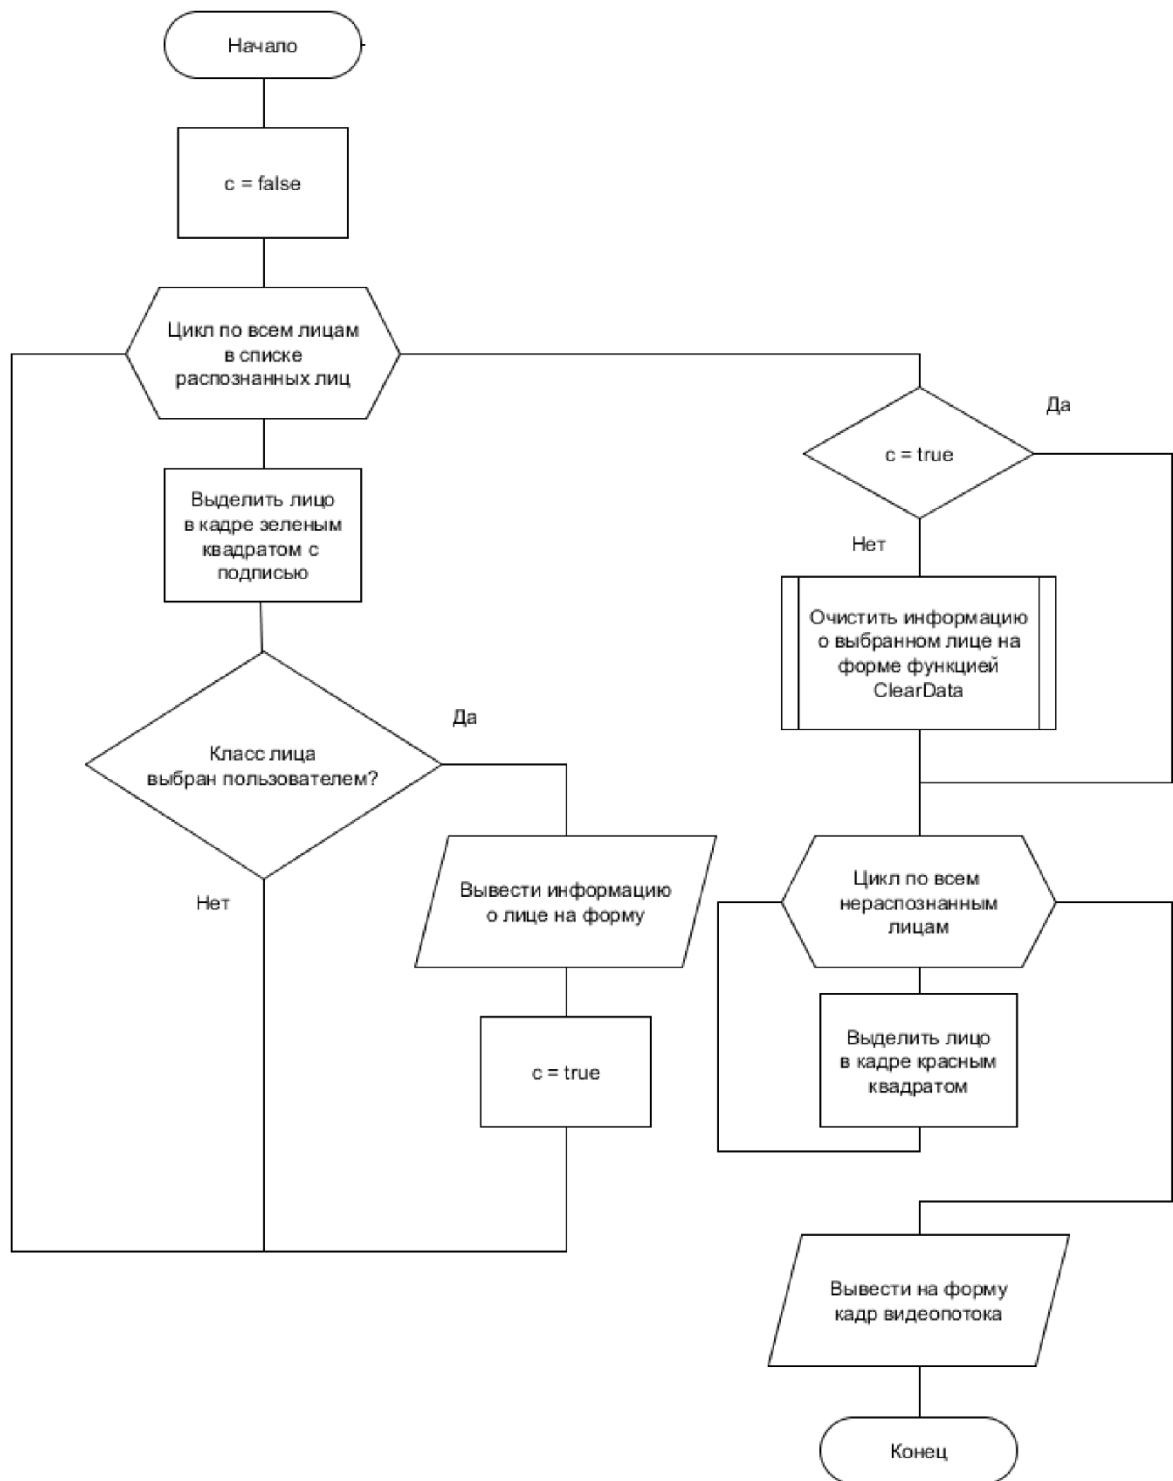 Начало
c = false
Цикл по всем лицам
в списке
распознанных лиц
Выделить лицо
в кадре зеленым
квадратом с
подписью
Класс лица
выбран пользователем?
Да
Нет
Вывести информацию
о лице на форму
c = true
c = true
Да
Нет
Очистить информацию
о выбранном лице на
форме функцией
ClearData
Цикл по всем
нераспознанным
лицам
Выделить лицо
в кадре красным
квадратом
Вывести на форму
кадр видеопотока
Конец